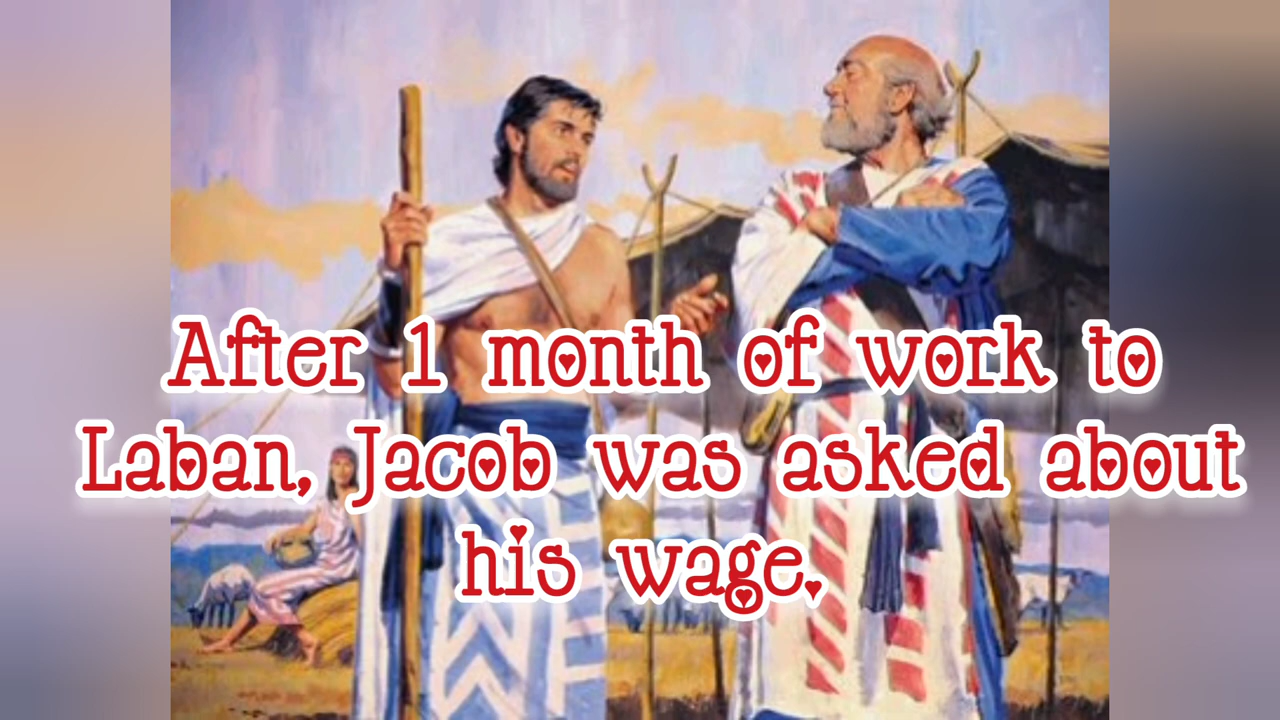 After 1 month of work to
Laban, Jacob was asked about
his wage.